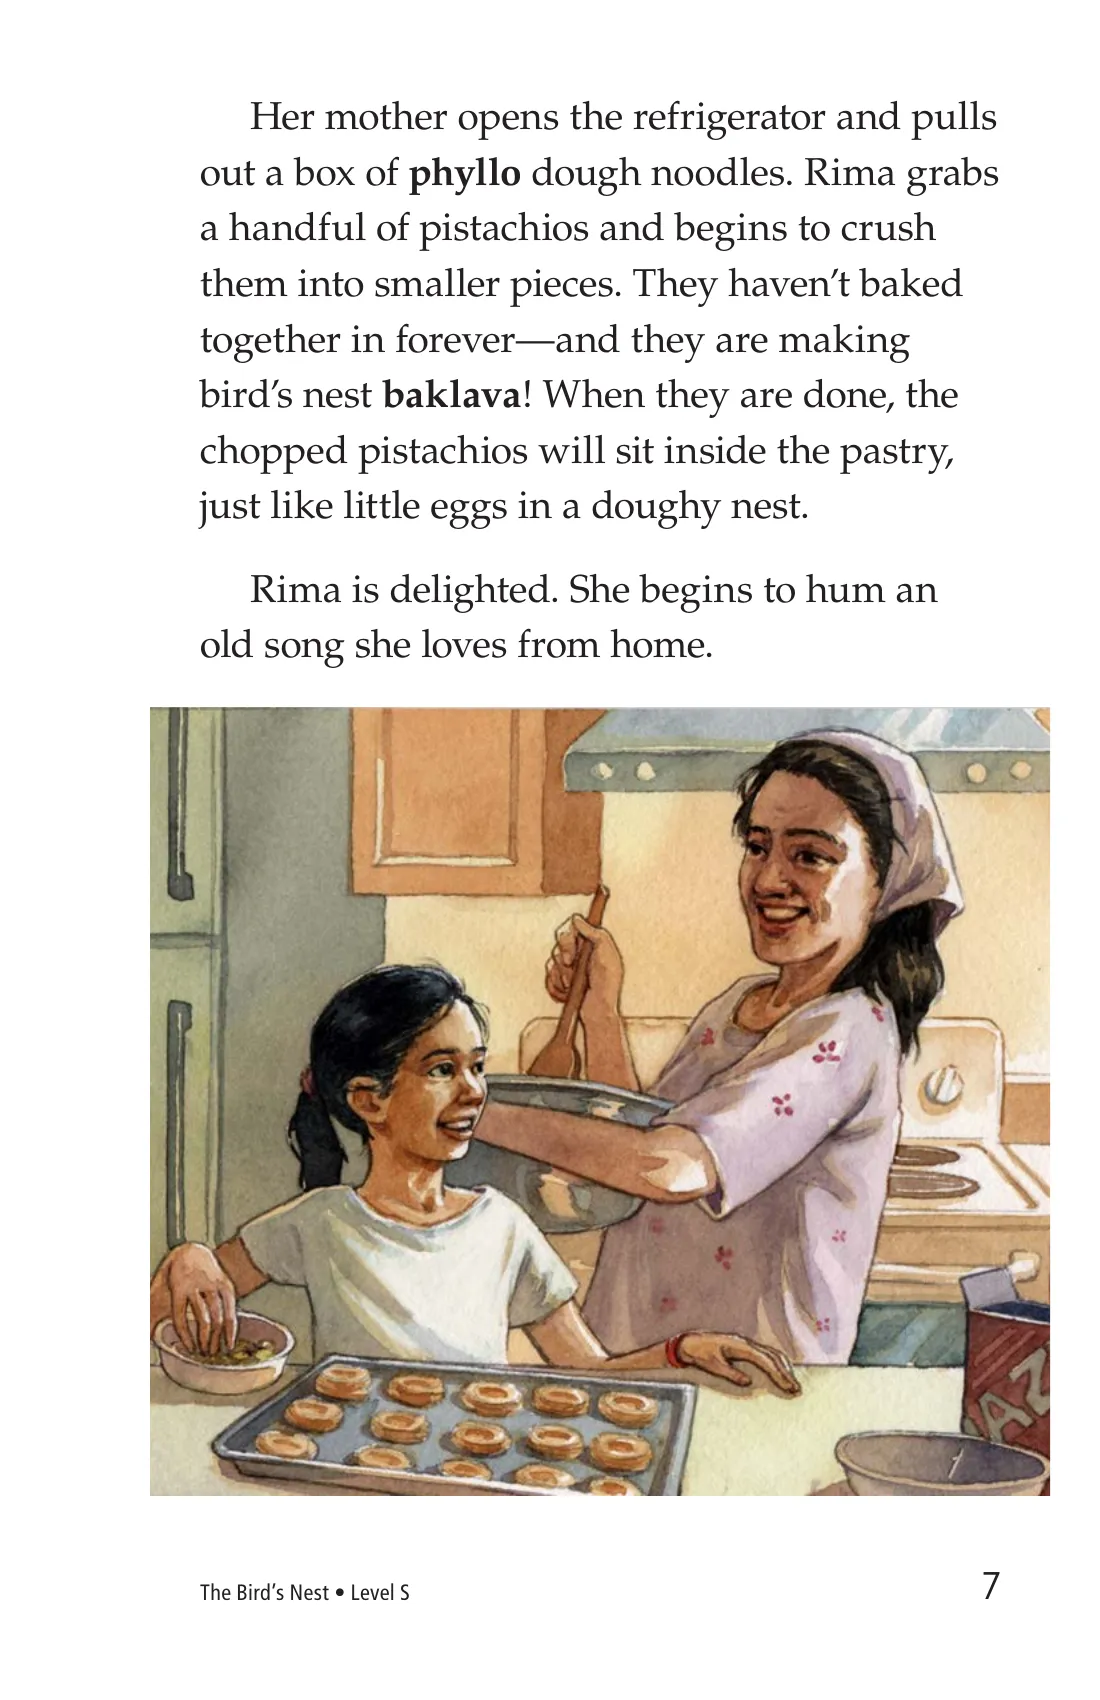 Her mother opens the refrigerator and pulls
out a box of phyllo dough noodles. Rima grabs
a handful of pistachios and begins to crush
them into smaller pieces. They haven’t baked
together in forever—and they are making
bird’s nest baklava! When they are done, the
chopped pistachios will sit inside the pastry,
just like little eggs in a doughy nest.
Rima is delighted. She begins to hum an
old song she loves from home.
AZ
The Bird’s Nest • Level S
7